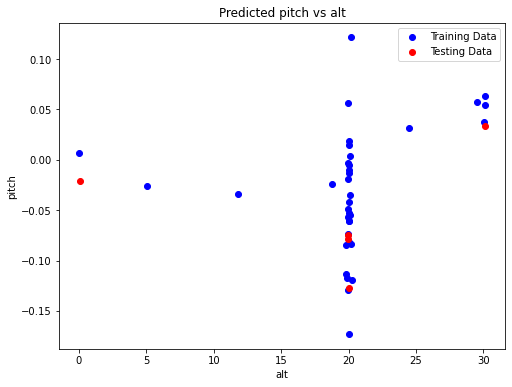 Predicted pitch vs alt
Training Data
Testing Data
0.10
0.05
0.00
−0.05
−0.10
−0.15
pitch
0 5 10 15 20 25 30
alt